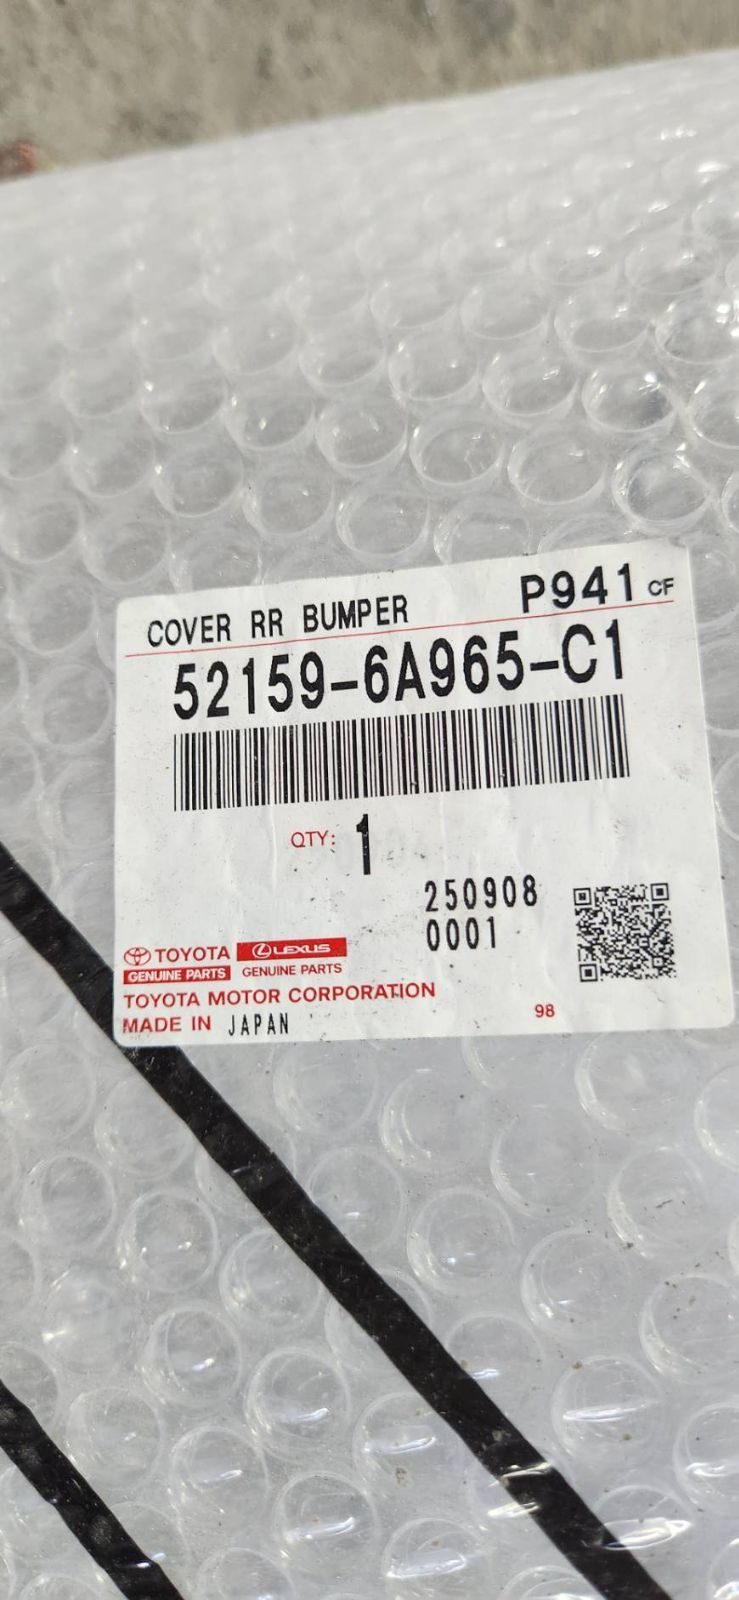 COVER RR BUMPER P941 CF
52159-6A965-C1
QTY: 1
250908
0001
TOYOTA LEXUS
GENUINE PARTS GENUINE PARTS
TOYOTA MOTOR CORPORATION
MADE IN JAPAN
98